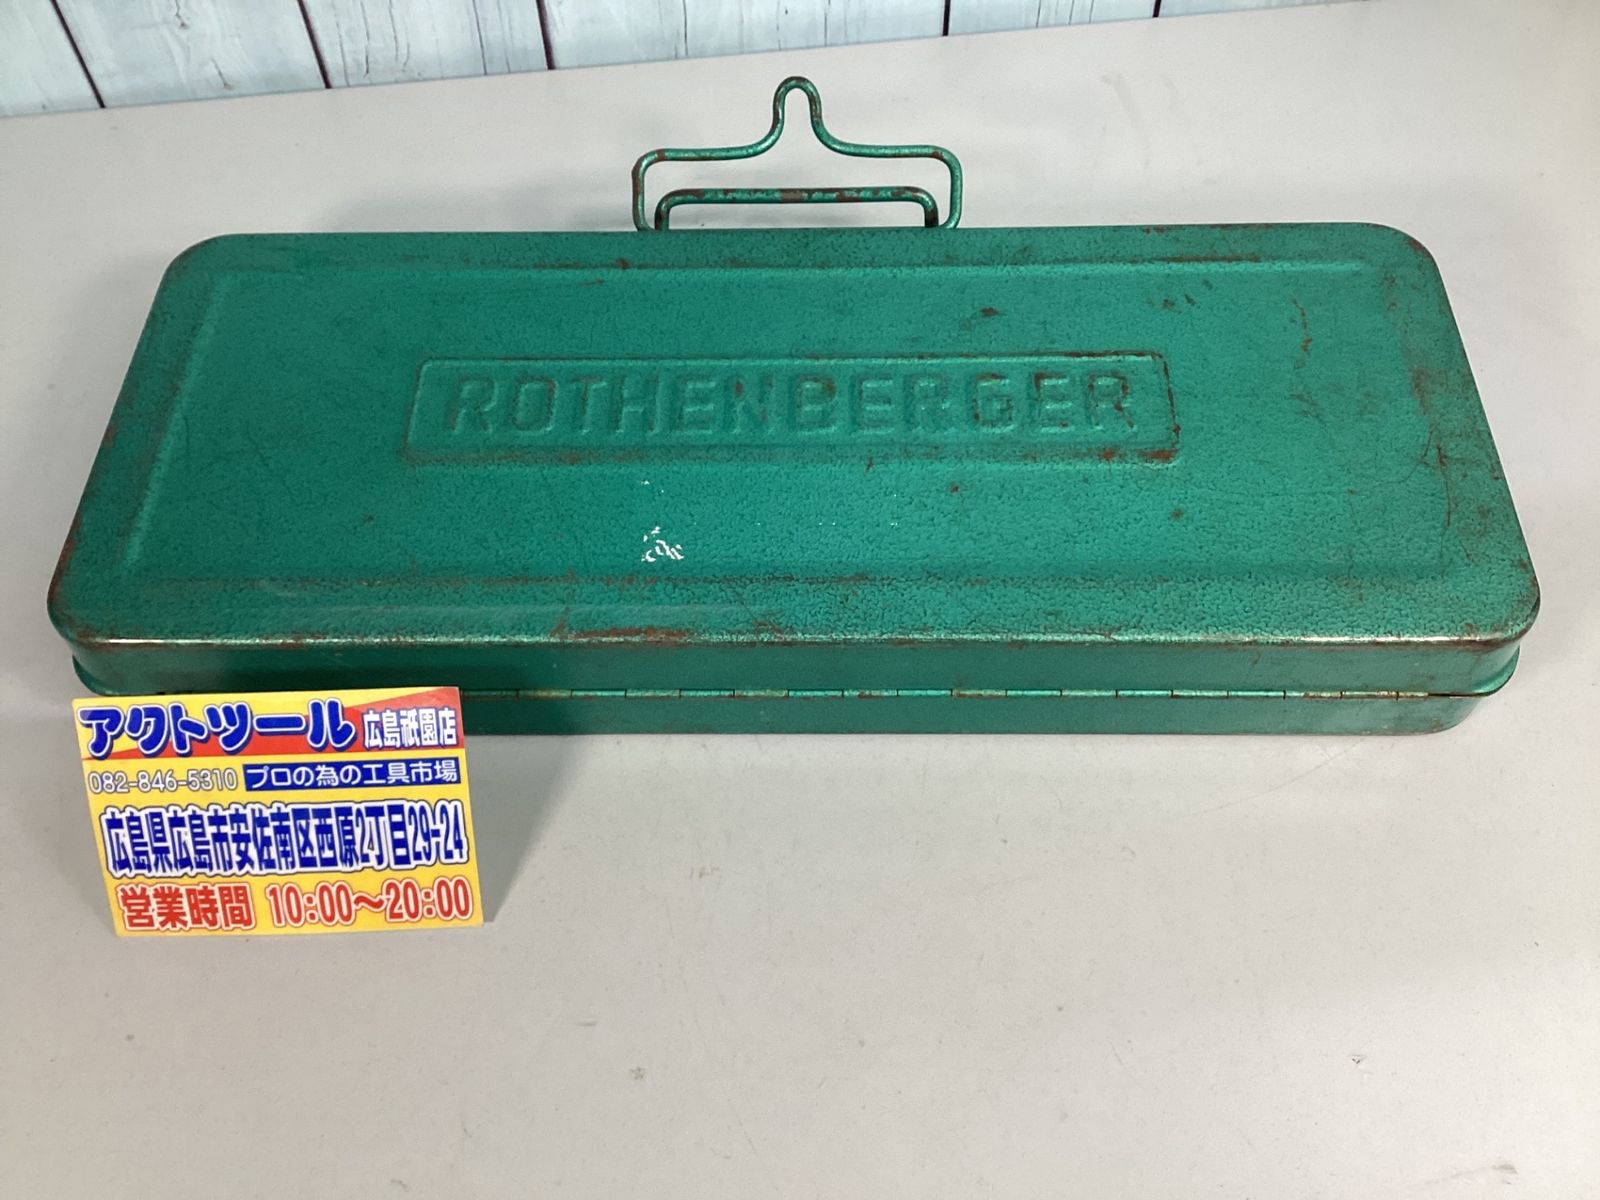 ROTHENBERGER
アクトツール 広島祇園店
082-846-5310 プロの為の工具市場
広島県広島市安佐南区西原2丁目29-24
営業時間 10:00～20:00